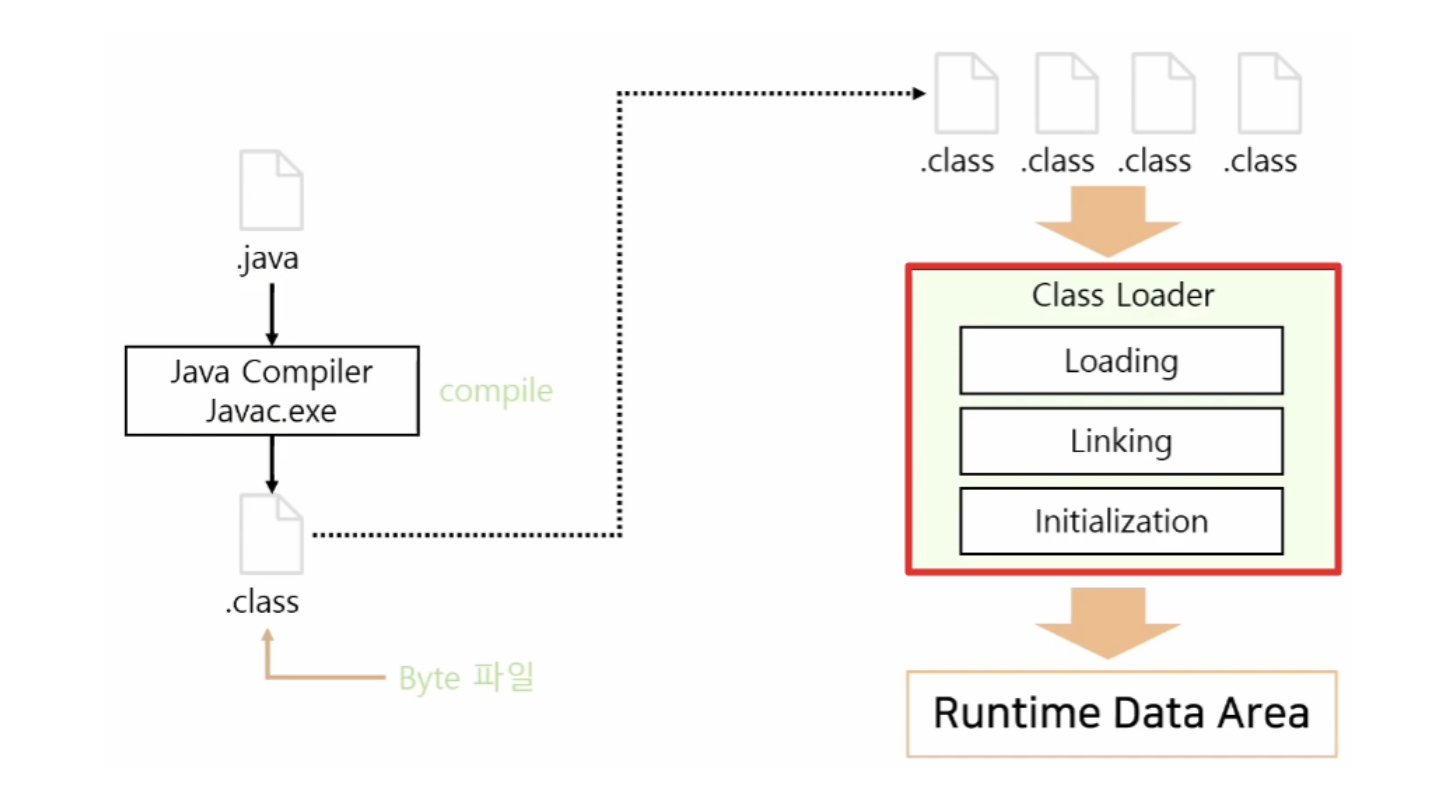 .java
Java Compiler
Javac.exe
compile
.class
Byte 파일
.class .class .class .class
Class Loader
Loading
Linking
Initialization
Runtime Data Area